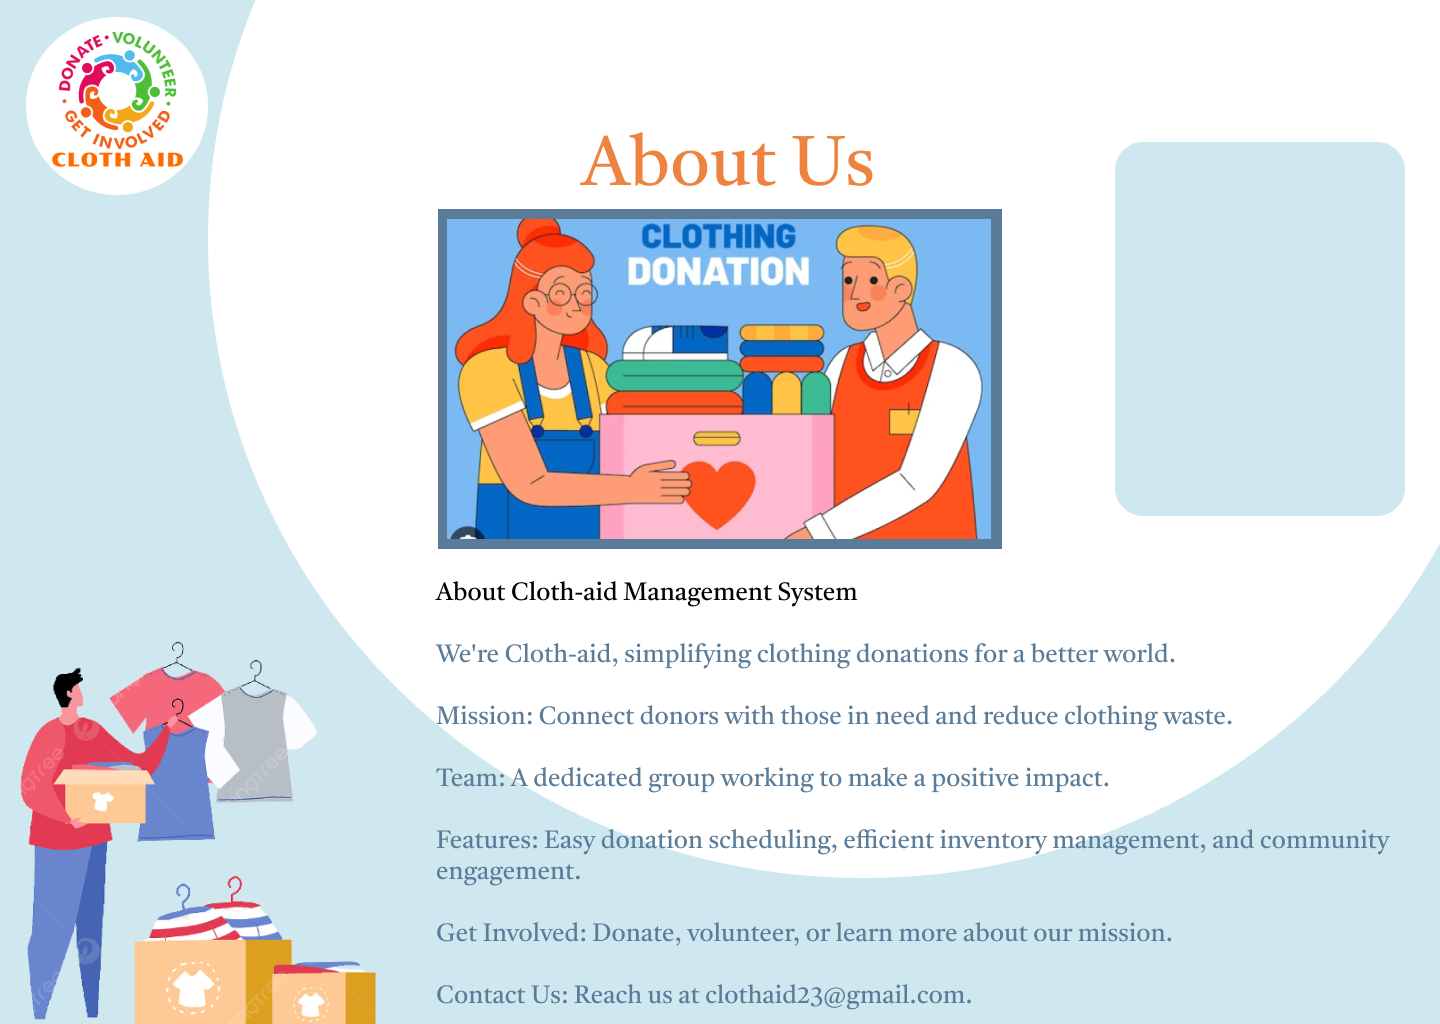 DONATE • VOLUNTEER
• GET INVOLVED •
CLOTH AID
About Us
CLOTHING
DONATION
About Cloth-aid Management System
We're Cloth-aid, simplifying clothing donations for a better world.
Mission: Connect donors with those in need and reduce clothing waste.
Team: A dedicated group working to make a positive impact.
Features: Easy donation scheduling, efficient inventory management, and community
engagement.
Get Involved: Donate, volunteer, or learn more about our mission.
Contact Us: Reach us at clothaid23@gmail.com.